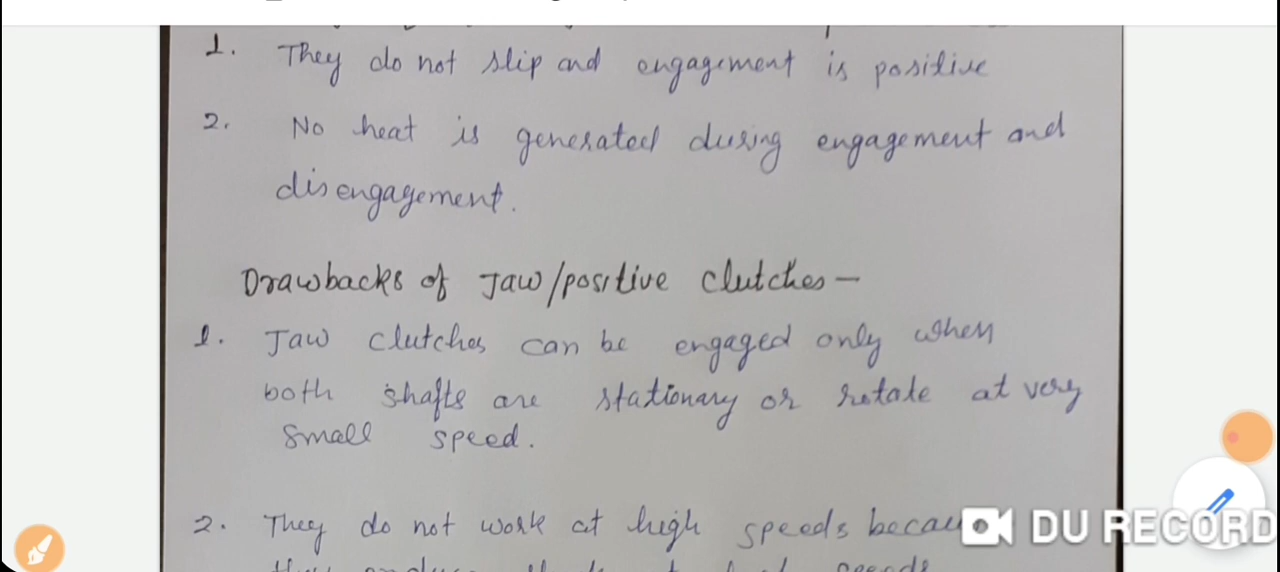 1. They do not slip and engagement is positive
2. No heat is generated during engagement and
disengagement.
Drawbacks of Jaw/positive clutches -
1. Jaw clutches can be engaged only when
both shafts are stationary or rotate at very
small speed.
2. They do not work at high speeds
DU RECORD